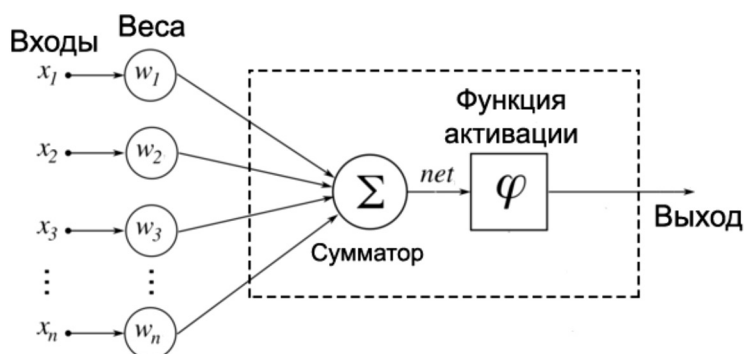 Входы
Веса
x1
w1
x2
w2
x3
w3
xn
wn
Σ
Сумматор
net
Функция
активации
φ
Выход